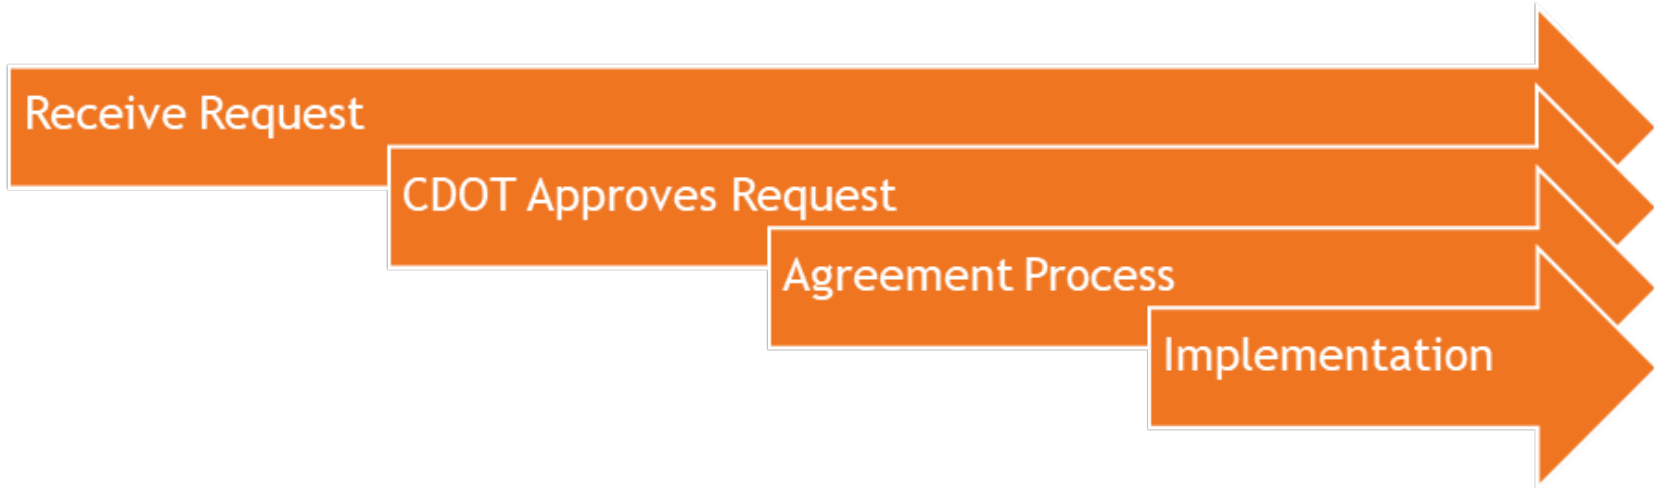 Receive Request
CDOT Approves Request
Agreement Process
Implementation